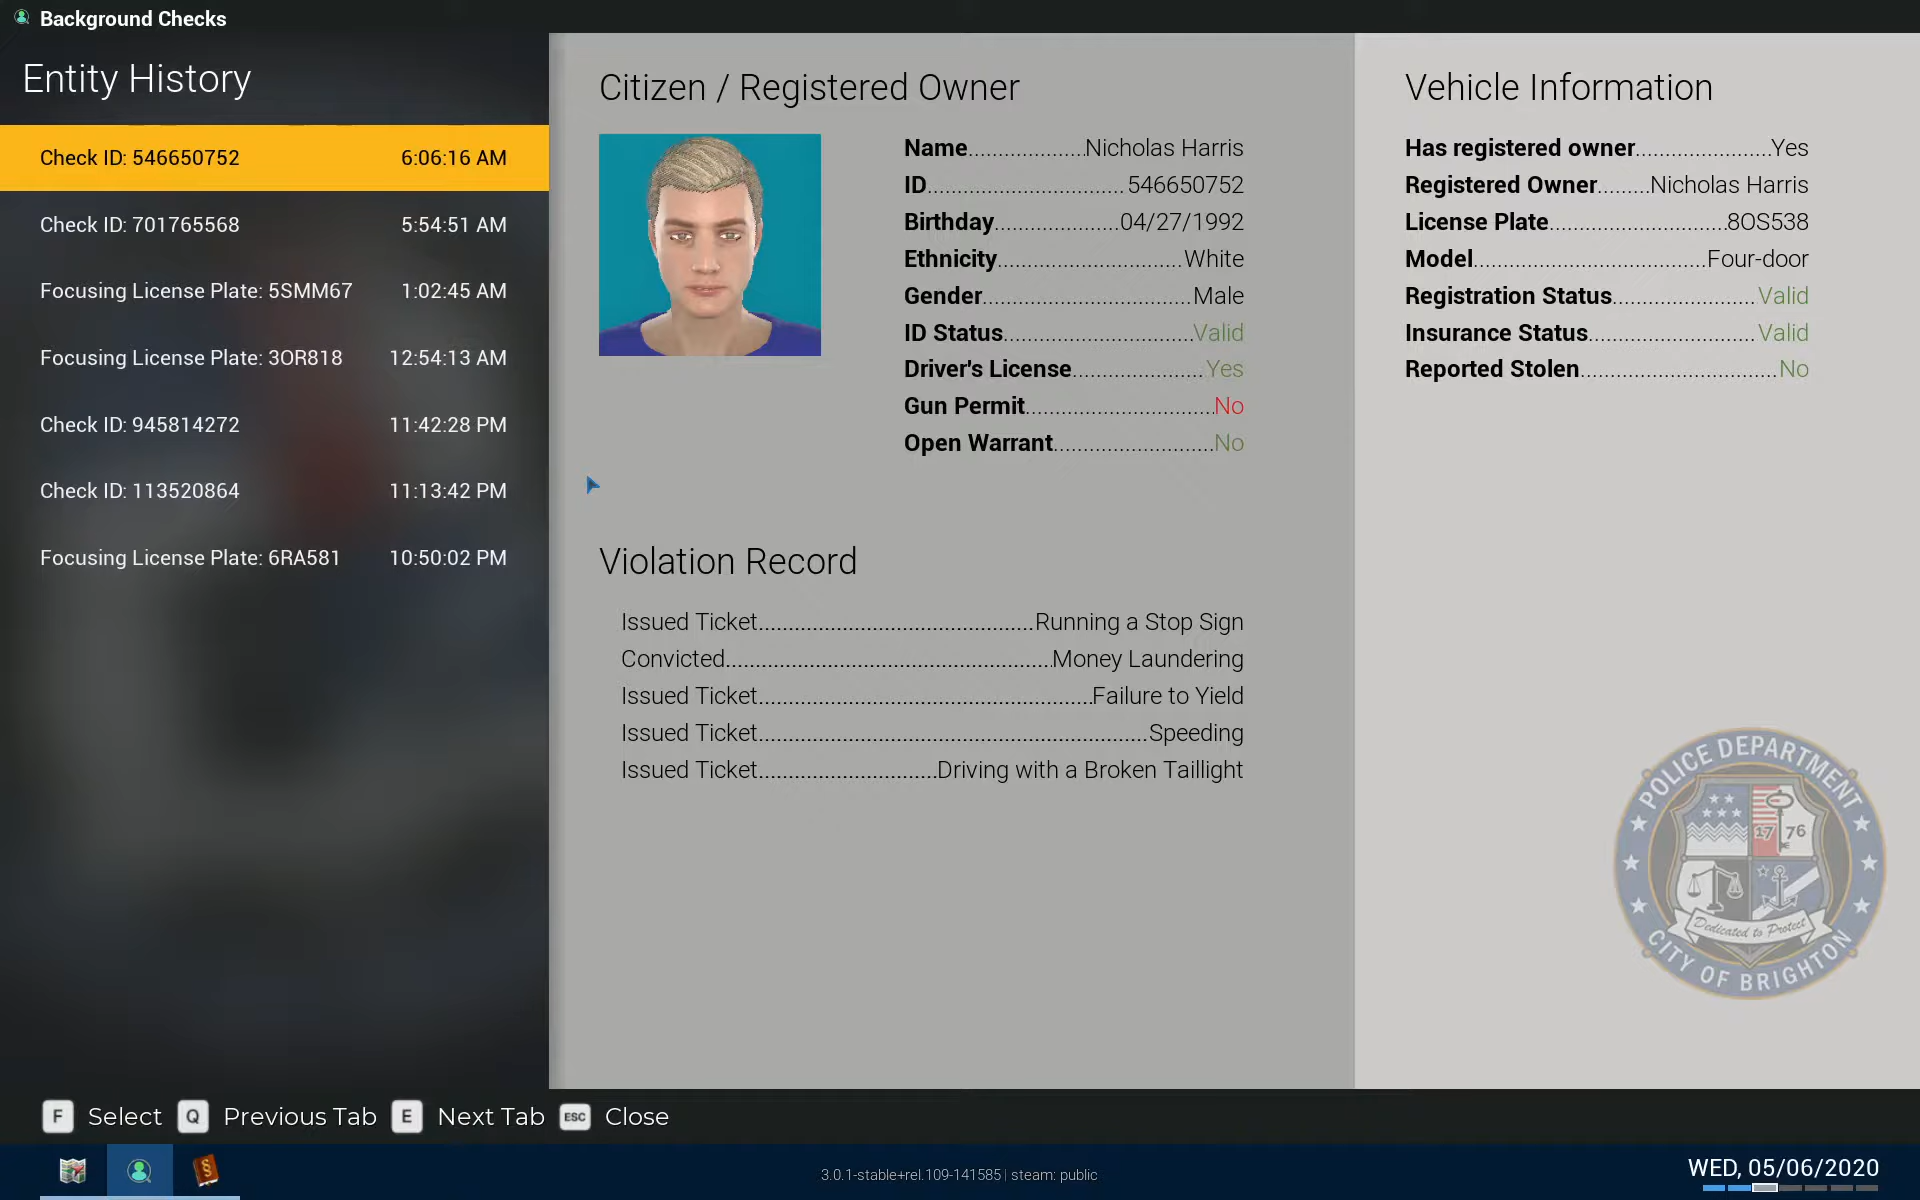 Background Checks
Entity History
Check ID: 546650752 6:06:16 AM
Check ID: 701765568 5:54:51 AM
Focusing License Plate: 5SMM67 1:02:45 AM
Focusing License Plate: 3OR818 12:54:13 AM
Check ID: 945814272 11:42:28 PM
Check ID: 113520864 11:13:42 PM
Focusing License Plate: 6RA581 10:50:02 PM
Citizen / Registered Owner
Name...................Nicholas Harris
ID.................................546650752
Birthday.....................04/27/1992
Ethnicity...............................White
Gender...................................Male
ID Status...........................Valid
Driver's License......................Yes
Gun Permit...............................No
Open Warrant..........................No
Violation Record
Issued Ticket..............................................Running a Stop Sign
Convicted......................................................Money Laundering
Issued Ticket........................................................Failure to Yield
Issued Ticket.................................................................Speeding
Issued Ticket..............................Driving with a Broken Taillight
Vehicle Information
Has registered owner.......................Yes
Registered Owner.........Nicholas Harris
License Plate..............................8OS538
Model.......................................Four-door
Registration Status........................Valid
Insurance Status............................Valid
Reported Stolen.................................No
POLICE DEPARTMENT
17 76
Dedicated to Protect
CITY OF BRIGHTON
F Select Q Previous Tab E Next Tab ESC Close
§
3.0.1-stable+rel.109-141585 | steam: public
WED, 05/06/2020